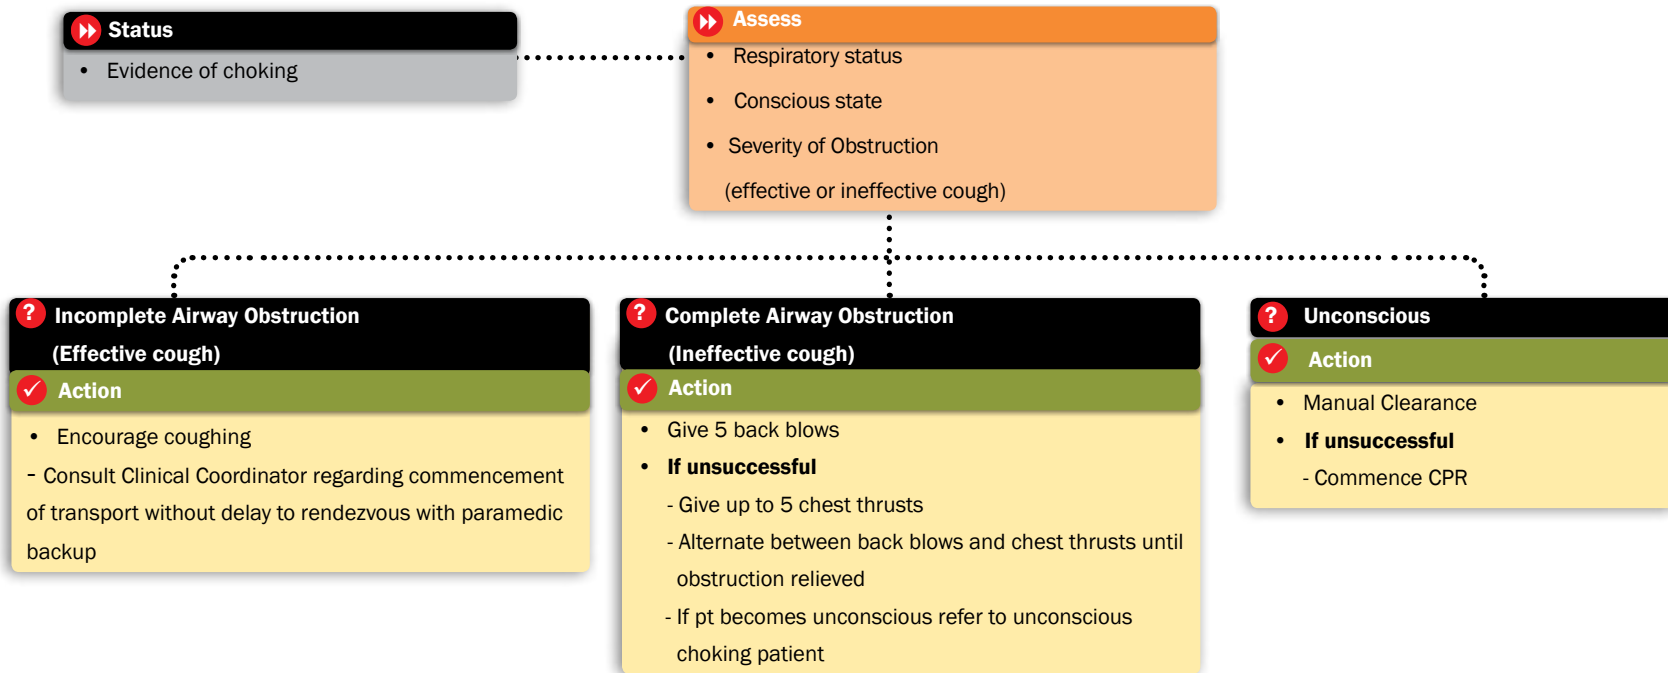 Status
• Evidence of choking
Assess
• Respiratory status
• Conscious state
• Severity of Obstruction
(effective or ineffective cough)
? Incomplete Airway Obstruction
(Effective cough)
Action
• Encourage coughing
- Consult Clinical Coordinator regarding commencement
of transport without delay to rendezvous with paramedic
backup
? Complete Airway Obstruction
(Ineffective cough)
Action
• Give 5 back blows
• If unsuccessful
- Give up to 5 chest thrusts
- Alternate between back blows and chest thrusts until
obstruction relieved
- If pt becomes unconscious refer to unconscious
choking patient
? Unconscious
Action
• Manual Clearance
• If unsuccessful
- Commence CPR